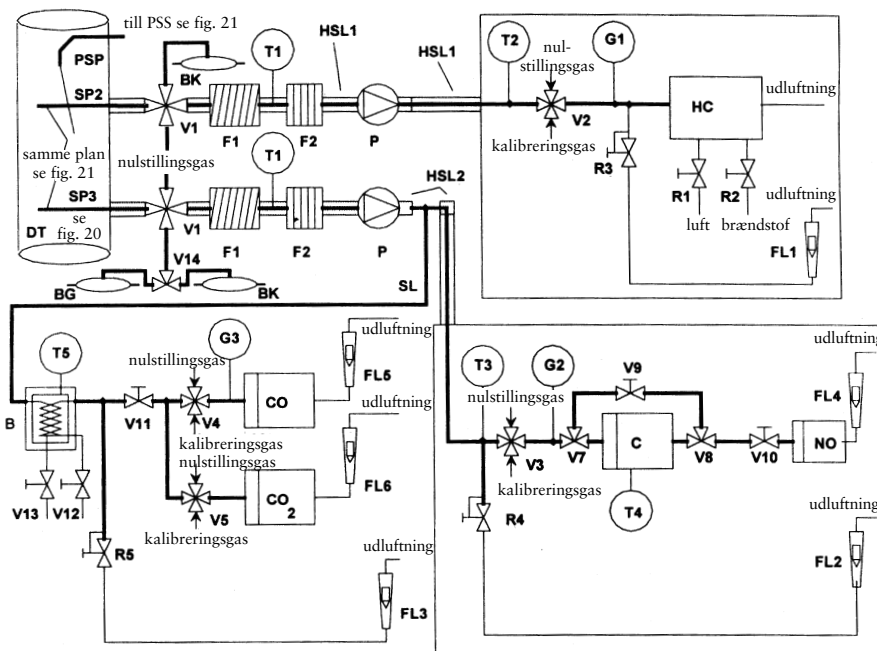 till PSS se fig. 21
PSP
BK
T1
HSL1
HSL1
T2
nul-
stillingsgas
G1
SP2
V1
F1
F2
P
kalibreringsgas
V2
HC
udluftning
samme plan
se fig. 21
nulstillingsgas
R3
R1
R2
luft
brændstof
udluftning
FL1
SP3
se
fig. 20
DT
T1
HSL2
V1
F1
F2
P
V14
BG
BK
SL
udluftning
FL5
T5
nulstillingsgas
G3
CO
B
V11
V4
kalibreringsgas
nulstillingsgas
udluftning
CO2
FL6
V13
V12
V5
kalibreringsgas
R5
udluftning
FL3
T3
nulstillingsgas
G2
V9
udluftning
FL4
V3
V7
C
V8
V10
NO
kalibreringsgas
R4
T4
udluftning
FL2